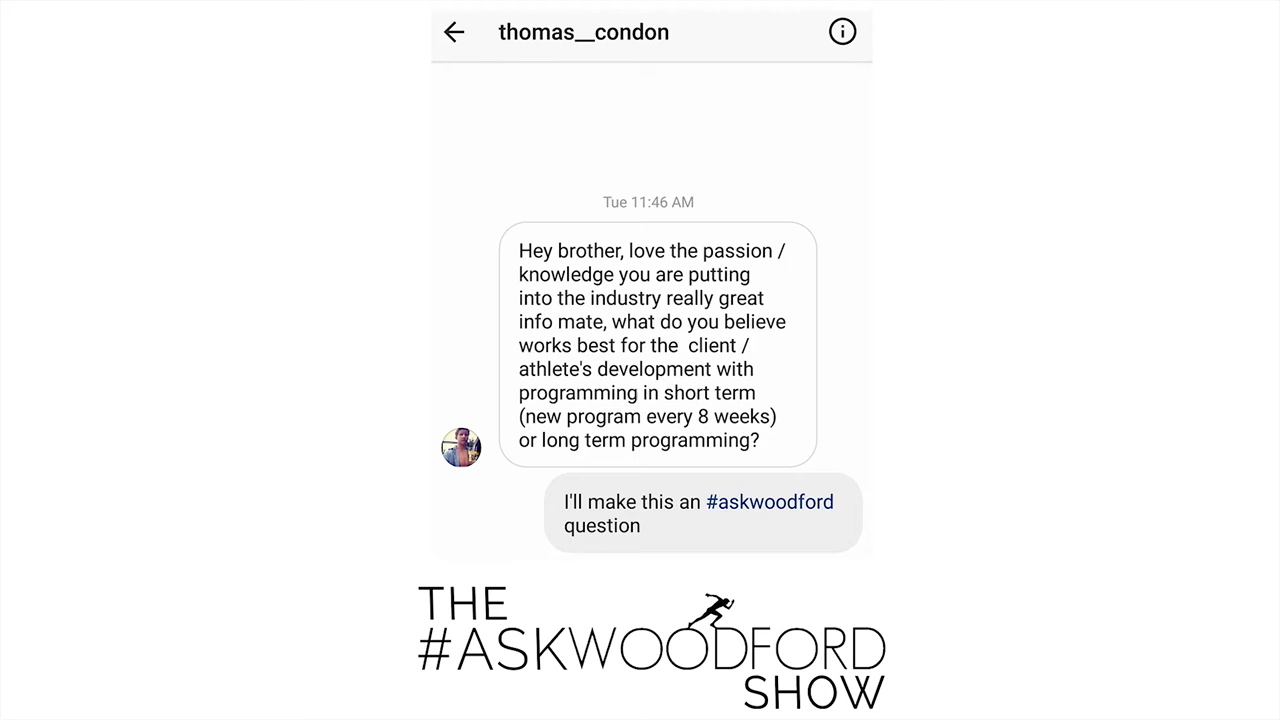 thomas__condon
Tue 11:46 AM
Hey brother, love the passion /
knowledge you are putting
into the industry really great
info mate, what do you believe
works best for the  client /
athlete's development with
programming in short term
(new program every 8 weeks)
or long term programming?
I'll make this an #askwoodford
question
THE
#ASKWOODFORD
SHOW